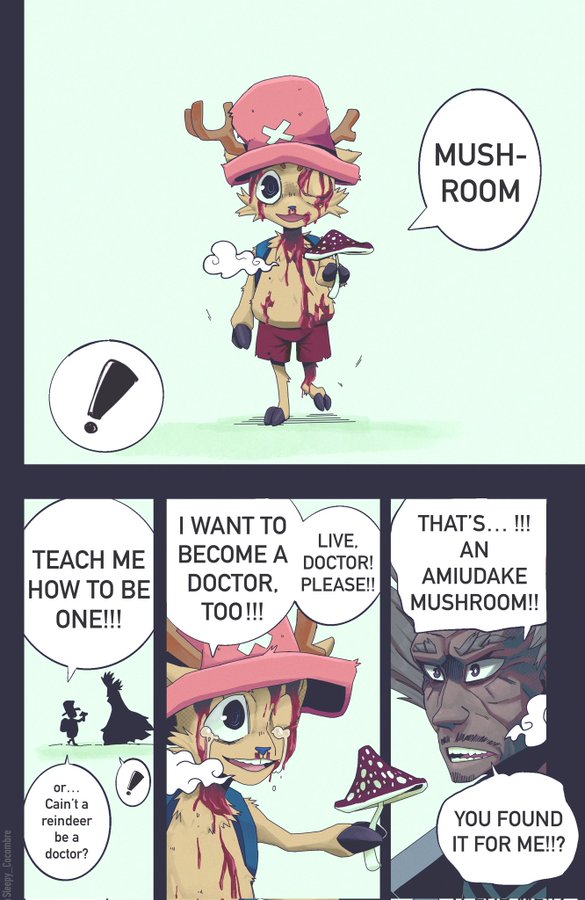 MUSH-
ROOM
!
TEACH ME
HOW TO BE
ONE!!!
or...
Cain't a
reindeer
be a
doctor?
!
I WANT TO
BECOME A
DOCTOR,
TOO!!!
LIVE,
DOCTOR!
PLEASE!!
THAT'S... !!!
AN
AMIUDAKE
MUSHROOM!!
YOU FOUND
IT FOR ME!!?
Sleepy_Cocombre